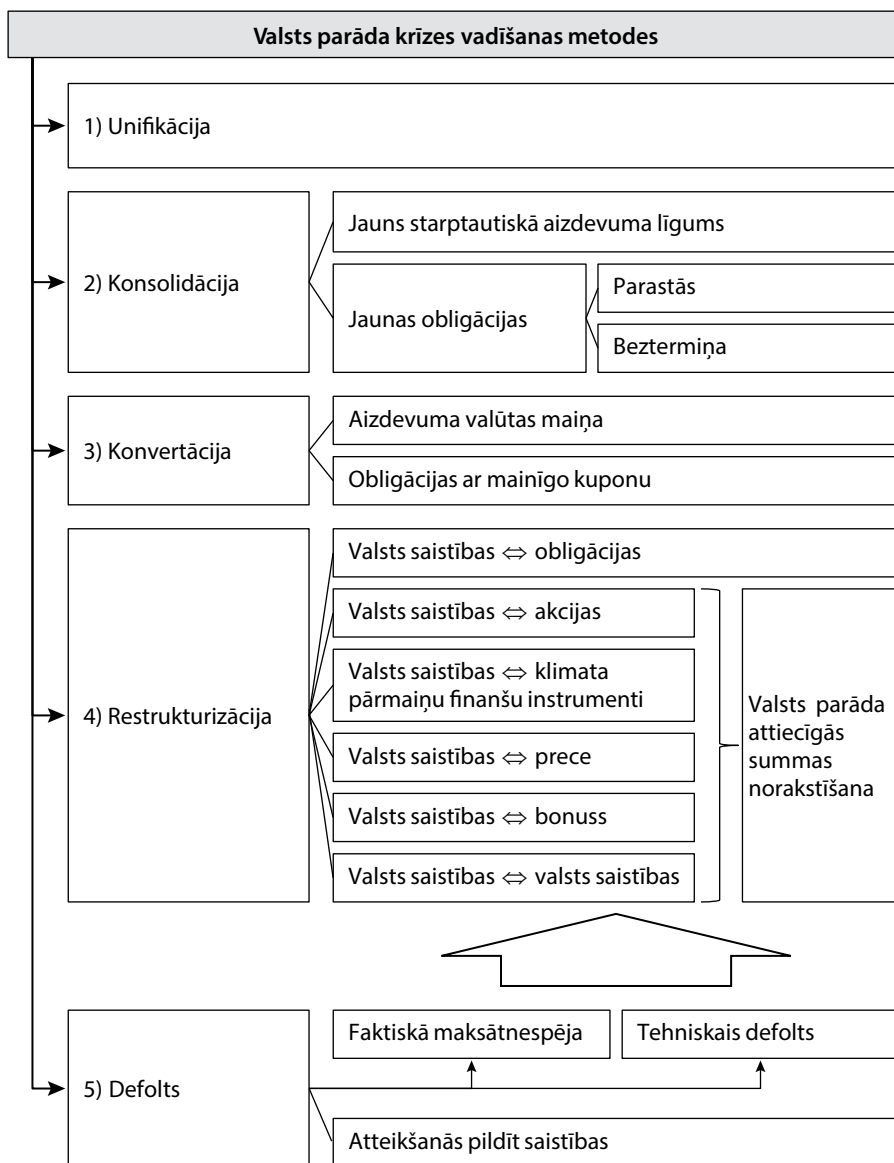 Valsts parāda krīzes vadīšanas metodes
1) Unifikācija
2) Konsolidācija
Jauns starptautiskā aizdevuma līgums
Jaunas obligācijas
Parastās
Beztermiņa
3) Konvertācija
Aizdevuma valūtas maiņa
Obligācijas ar mainīgo kuponu
4) Restrukturizācija
Valsts saistības ⇔ obligācijas
Valsts saistības ⇔ akcijas
Valsts saistības ⇔ klimata
pārmaiņu finanšu instrumenti
Valsts saistības ⇔ prece
Valsts saistības ⇔ bonuss
Valsts saistības ⇔ valsts saistības
Valsts parāda
attiecīgās
summas
norakstīšana
5) Defolts
Faktiskā maksātnespēja
Tehniskais defolts
Atteikšanās pildīt saistības